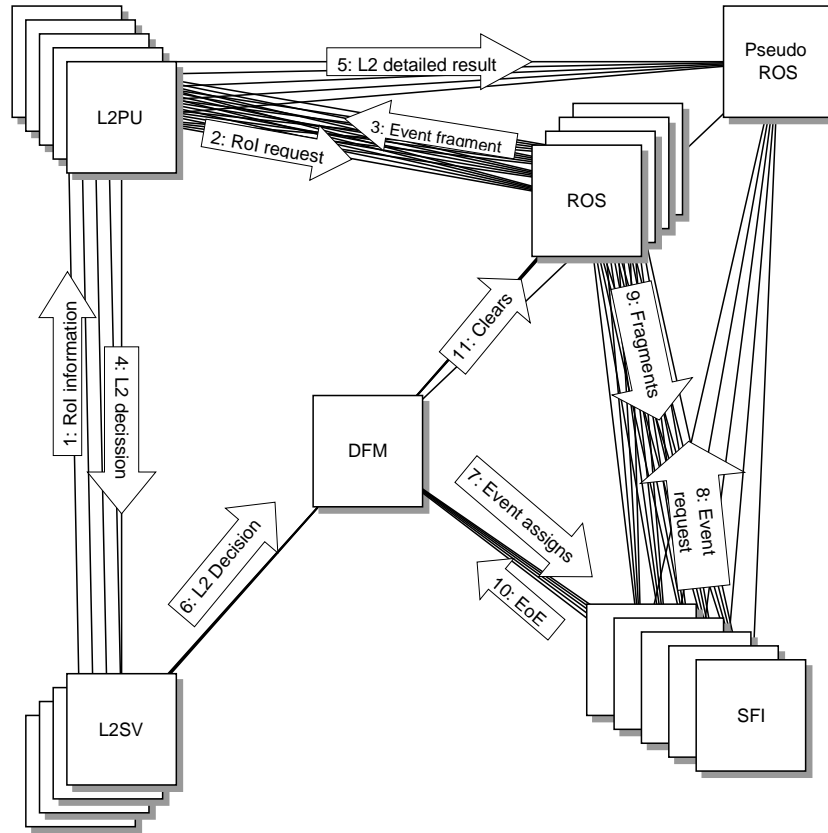 Pseudo
ROS
5: L2 detailed result
L2PU
3: Event fragment
2: RoI request
ROS
1: RoI information
4: L2 decission
9: Fragments
11: Clears
DFM
7: Event assigns
8: Event
request
6: L2 Decision
10: EoE
L2SV
SFI